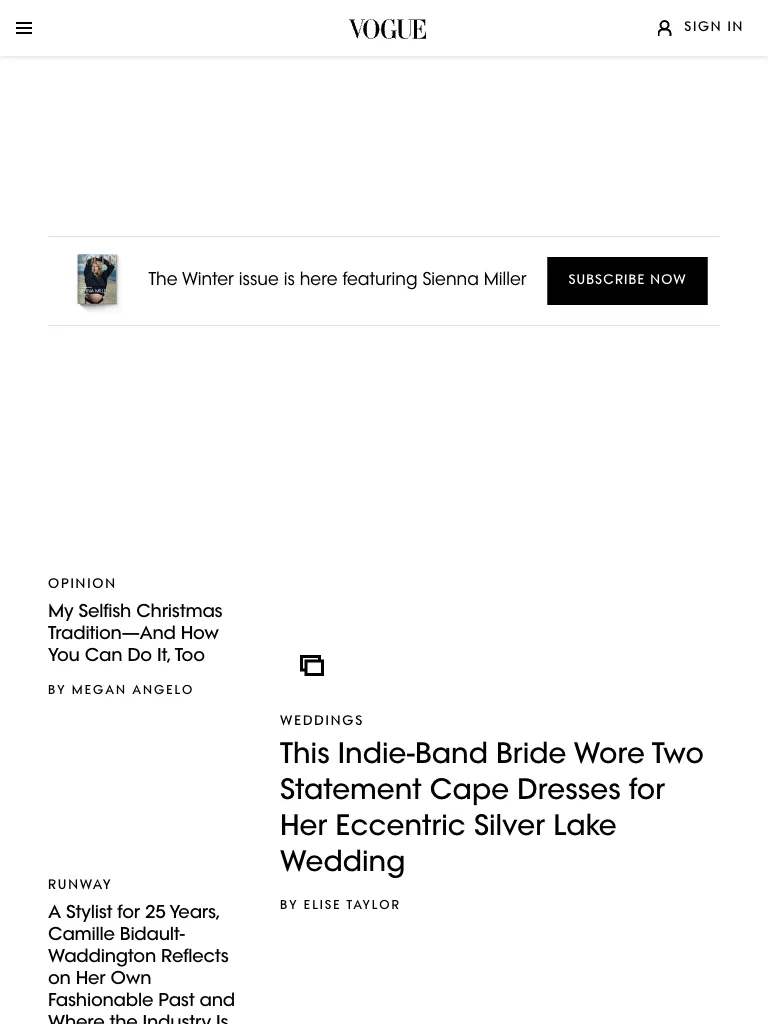 VOGUE
SIGN IN
The Winter issue is here featuring Sienna Miller
SUBSCRIBE NOW
OPINION
My Selfish Christmas
Tradition—And How
You Can Do It, Too
BY MEGAN ANGELO
WEDDINGS
This Indie-Band Bride Wore Two
Statement Cape Dresses for
Her Eccentric Silver Lake
Wedding
BY ELISE TAYLOR
RUNWAY
A Stylist for 25 Years,
Camille Bidault-
Waddington Reflects
on Her Own
Fashionable Past and
Where the Industry Is